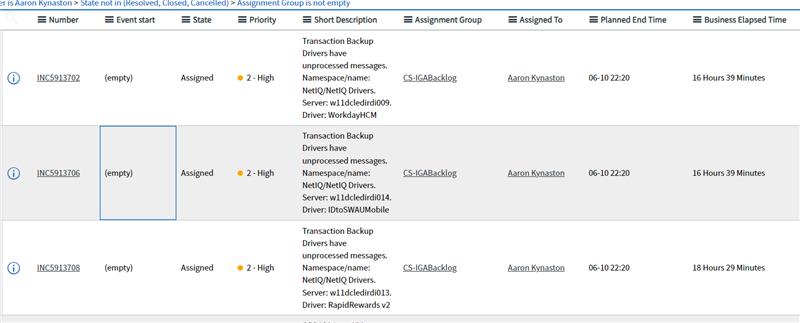 er is Aaron Kynaston > State not in (Resolved, Closed, Cancelled) > Assignment Group is not empty
Number Event start State Priority Short Description Assignment Group Assigned To Planned End Time Business Elapsed Time
Transaction Backup
Drivers have
unprocessed messages.
INC5913702 (empty) Assigned 2 - High Namespace/name: CS-IGABacklog Aaron Kynaston 06-10 22:20 16 Hours 39 Minutes
NetIQ/NetIQ Drivers.
Server: w11dcledirdi009.
Driver: WorkdayHCM
Transaction Backup
Drivers have
unprocessed messages.
INC5913706 (empty) Assigned 2 - High Namespace/name: CS-IGABacklog Aaron Kynaston 06-10 22:20 16 Hours 39 Minutes
NetIQ/NetIQ Drivers.
Server: w11dcledirdi014.
Driver: IDtoSWAUMobile
Transaction Backup
Drivers have
unprocessed messages.
INC5913708 (empty) Assigned 2 - High Namespace/name: CS-IGABacklog Aaron Kynaston 06-10 22:20 18 Hours 29 Minutes
NetIQ/NetIQ Drivers.
Server: w11dcledirdi013.
Driver: RapidRewards v2